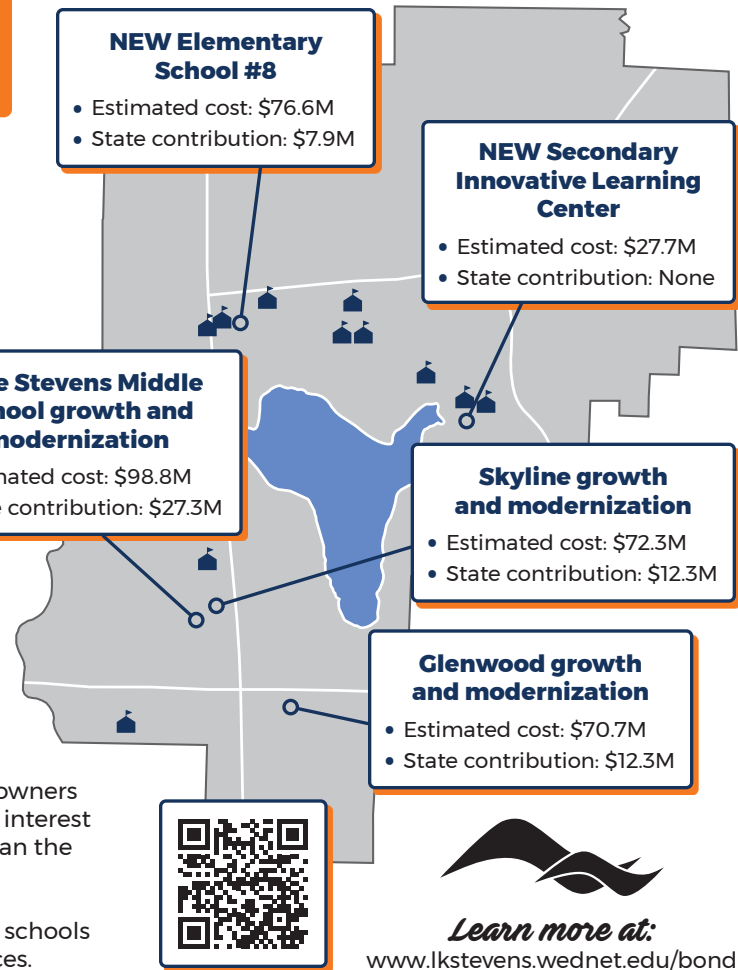 NEW Elementary
School #8
• Estimated cost: $76.6M
• State contribution: $7.9M
NEW Secondary
Innovative Learning
Center
• Estimated cost: $27.7M
• State contribution: None
Stevens Middle
growth and
modernization
cost: $98.8M
contribution: $27.3M
Skyline growth
and modernization
• Estimated cost: $72.3M
• State contribution: $12.3M
Glenwood growth
and modernization
• Estimated cost: $70.7M
• State contribution: $12.3M
owners
interest
an the
schools
Learn more at:
www.lkstevens.wednet.edu/bond